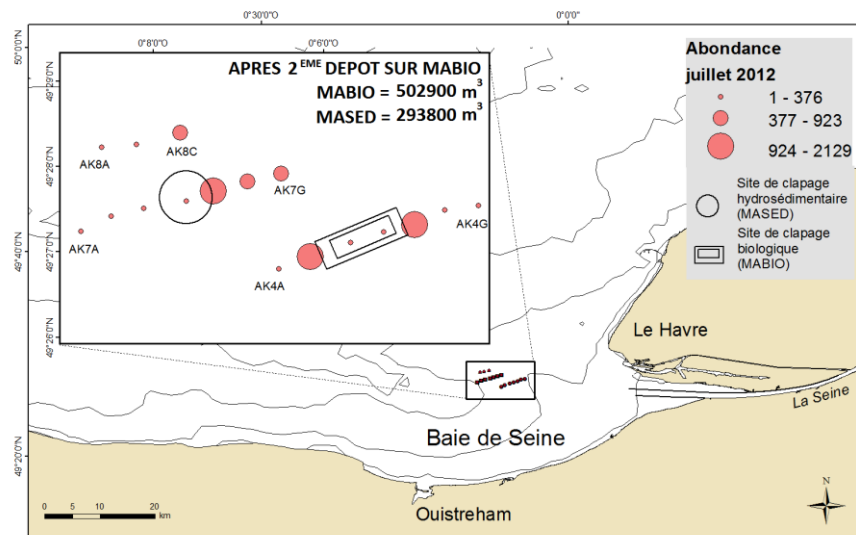 0°30'0"O
0°0'0"
0°8'0"O
0°6'0"O
50°0'0"N
49°40'0"N
49°20'0"N
49°29'0"N
49°28'0"N
49°27'0"N
49°26'0"N
APRES 2EME DEPOT SUR MABIO
MABIO = 502900 m3
MASED = 293800 m3
AK8A
AK8C
AK7G
AK7A
AK4G
AK4A
Abondance
juillet 2012
1 - 376
377 - 923
924 - 2129
Site de clapage
hydrosédimentaire
(MASED)
Site de clapage
biologique
(MABIO)
Le Havre
La Seine
Baie de Seine
Ouistreham
0 5 10 20
km
N